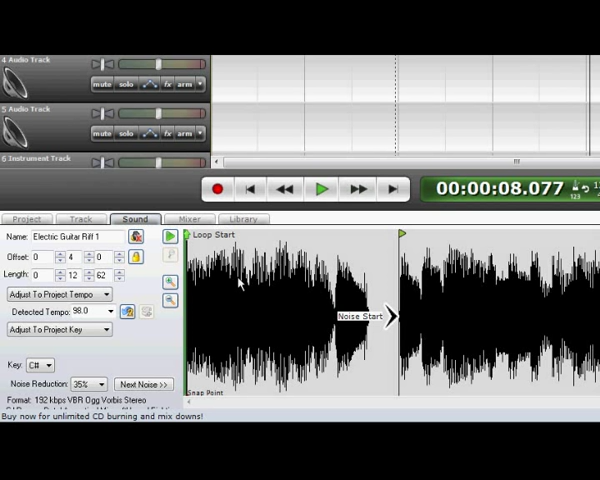 4 Audio Track
mute solo fx arm
5 Audio Track
mute solo fx arm
6 Instrument Track
00:00:08.077
123
Project Track Sound Mixer Library
Name: Electric Guitar Riff 1
Loop Start
Offset: 0 4 0
Length: 0 12 62
Adjust To Project Tempo
Detected Tempo: 98.0
Noise Start
Adjust To Project Key
Key: C#
Noise Reduction: 35% Next Noise >>
Snap Point
Format: 192 kbps VBR Ogg Vorbis Stereo
Buy now for unlimited CD burning and mix downs!